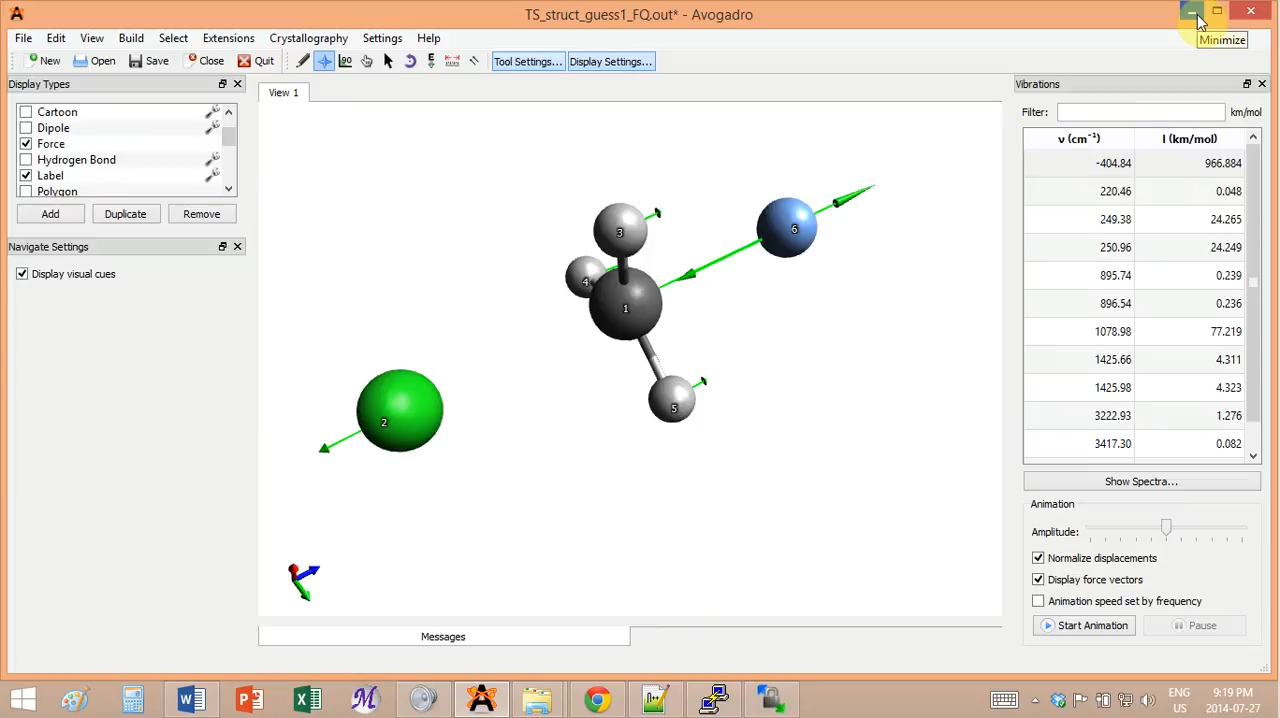 TS_struct_guess1_FQ.out* - Avogadro
Minimize
File Edit View Build Select Extensions Crystallography Settings Help
New Open Save Close Quit Tool Settings... Display Settings...
Display Types
Cartoon
Dipole
Force
Hydrogen Bond
Label
Polygon
Add Duplicate Remove
Navigate Settings
Display visual cues
View 1
3
6
4
1
5
2
Messages
Vibrations
Filter: km/mol
ν (cm⁻¹) I (km/mol)
-404.84 966.884
220.46 0.048
249.38 24.265
250.96 24.249
895.74 0.239
896.54 0.236
1078.98 77.219
1425.66 4.311
1425.98 4.323
3222.93 1.276
3417.30 0.082
Show Spectra...
Animation
Amplitude:
Normalize displacements
Display force vectors
Animation speed set by frequency
Start Animation Pause
ENG 9:19 PM
US 2014-07-27